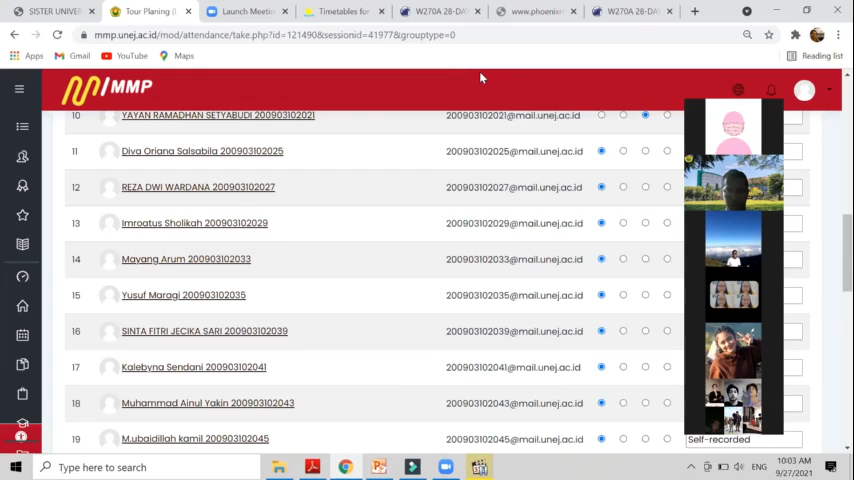 SISTER UNIVER
Tour Planing (L
Launch Meetin
Timetables for
W270A 28-DAY
www.phoenixr
W270A 28-DAY
mmp.unej.ac.id/mod/attendance/take.php?id=121490&sessionid=41977&grouptype=0
Apps
Gmail
YouTube
Maps
Reading list
MMP
10 YAYAN RAMADHAN SETYABUDI 200903102021 200903102021@mail.unej.ac.id
11 Diva Oriana Salsabila 200903102025 200903102025@mail.unej.ac.id
12 REZA DWI WARDANA 200903102027 200903102027@mail.unej.ac.id
13 Imroatus Sholikah 200903102029 200903102029@mail.unej.ac.id
14 Mayang Arum 200903102033 200903102033@mail.unej.ac.id
15 Yusuf Maragi 200903102035 200903102035@mail.unej.ac.id
16 SINTA FITRI JECIKA SARI 200903102039 200903102039@mail.unej.ac.id
17 Kalebyna Sendani 200903102041 200903102041@mail.unej.ac.id
18 Muhammad Ainul Yakin 200903102043 200903102043@mail.unej.ac.id
19 M.ubaidillah kamil 200903102045 200903102045@mail.unej.ac.id Self-recorded
Type here to search
ENG
10:03 AM
9/27/2021